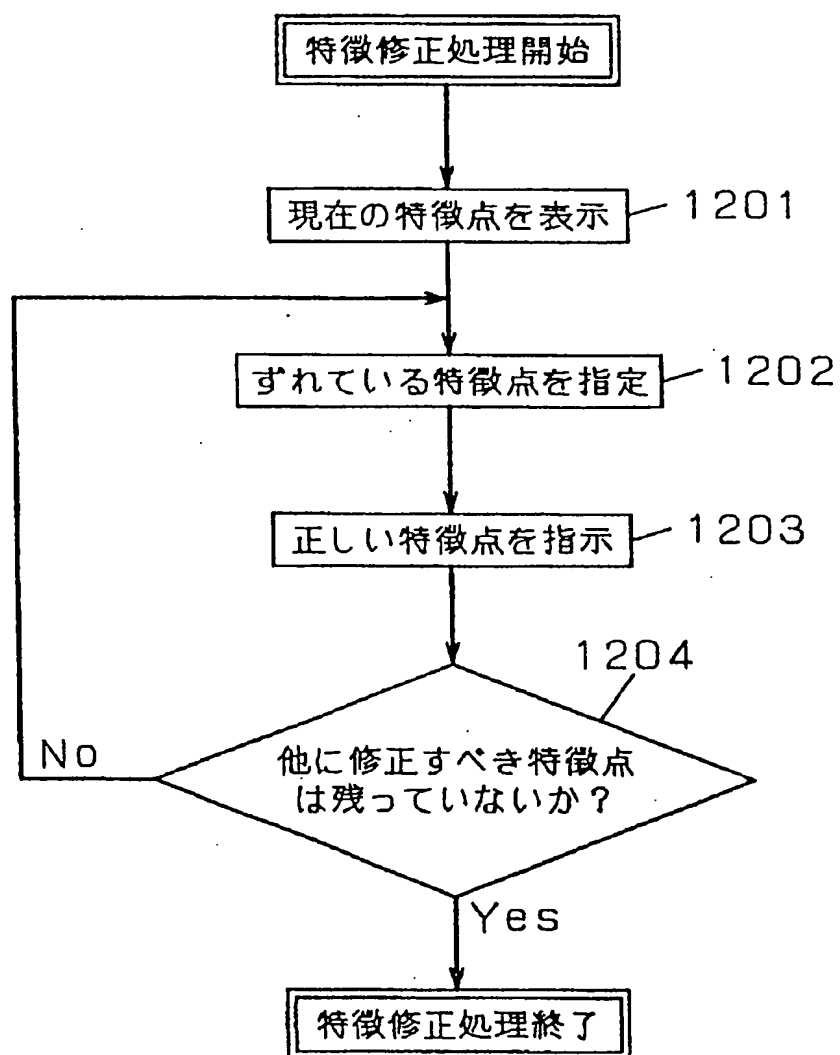 特徴修正処理開始
現在の特徴点を表示
1201
ずれている特徴点を指定
1202
正しい特徴点を指示
1203
1204
他に修正すべき特徴点
は残っていないか?
No
Yes
特徴修正処理終了